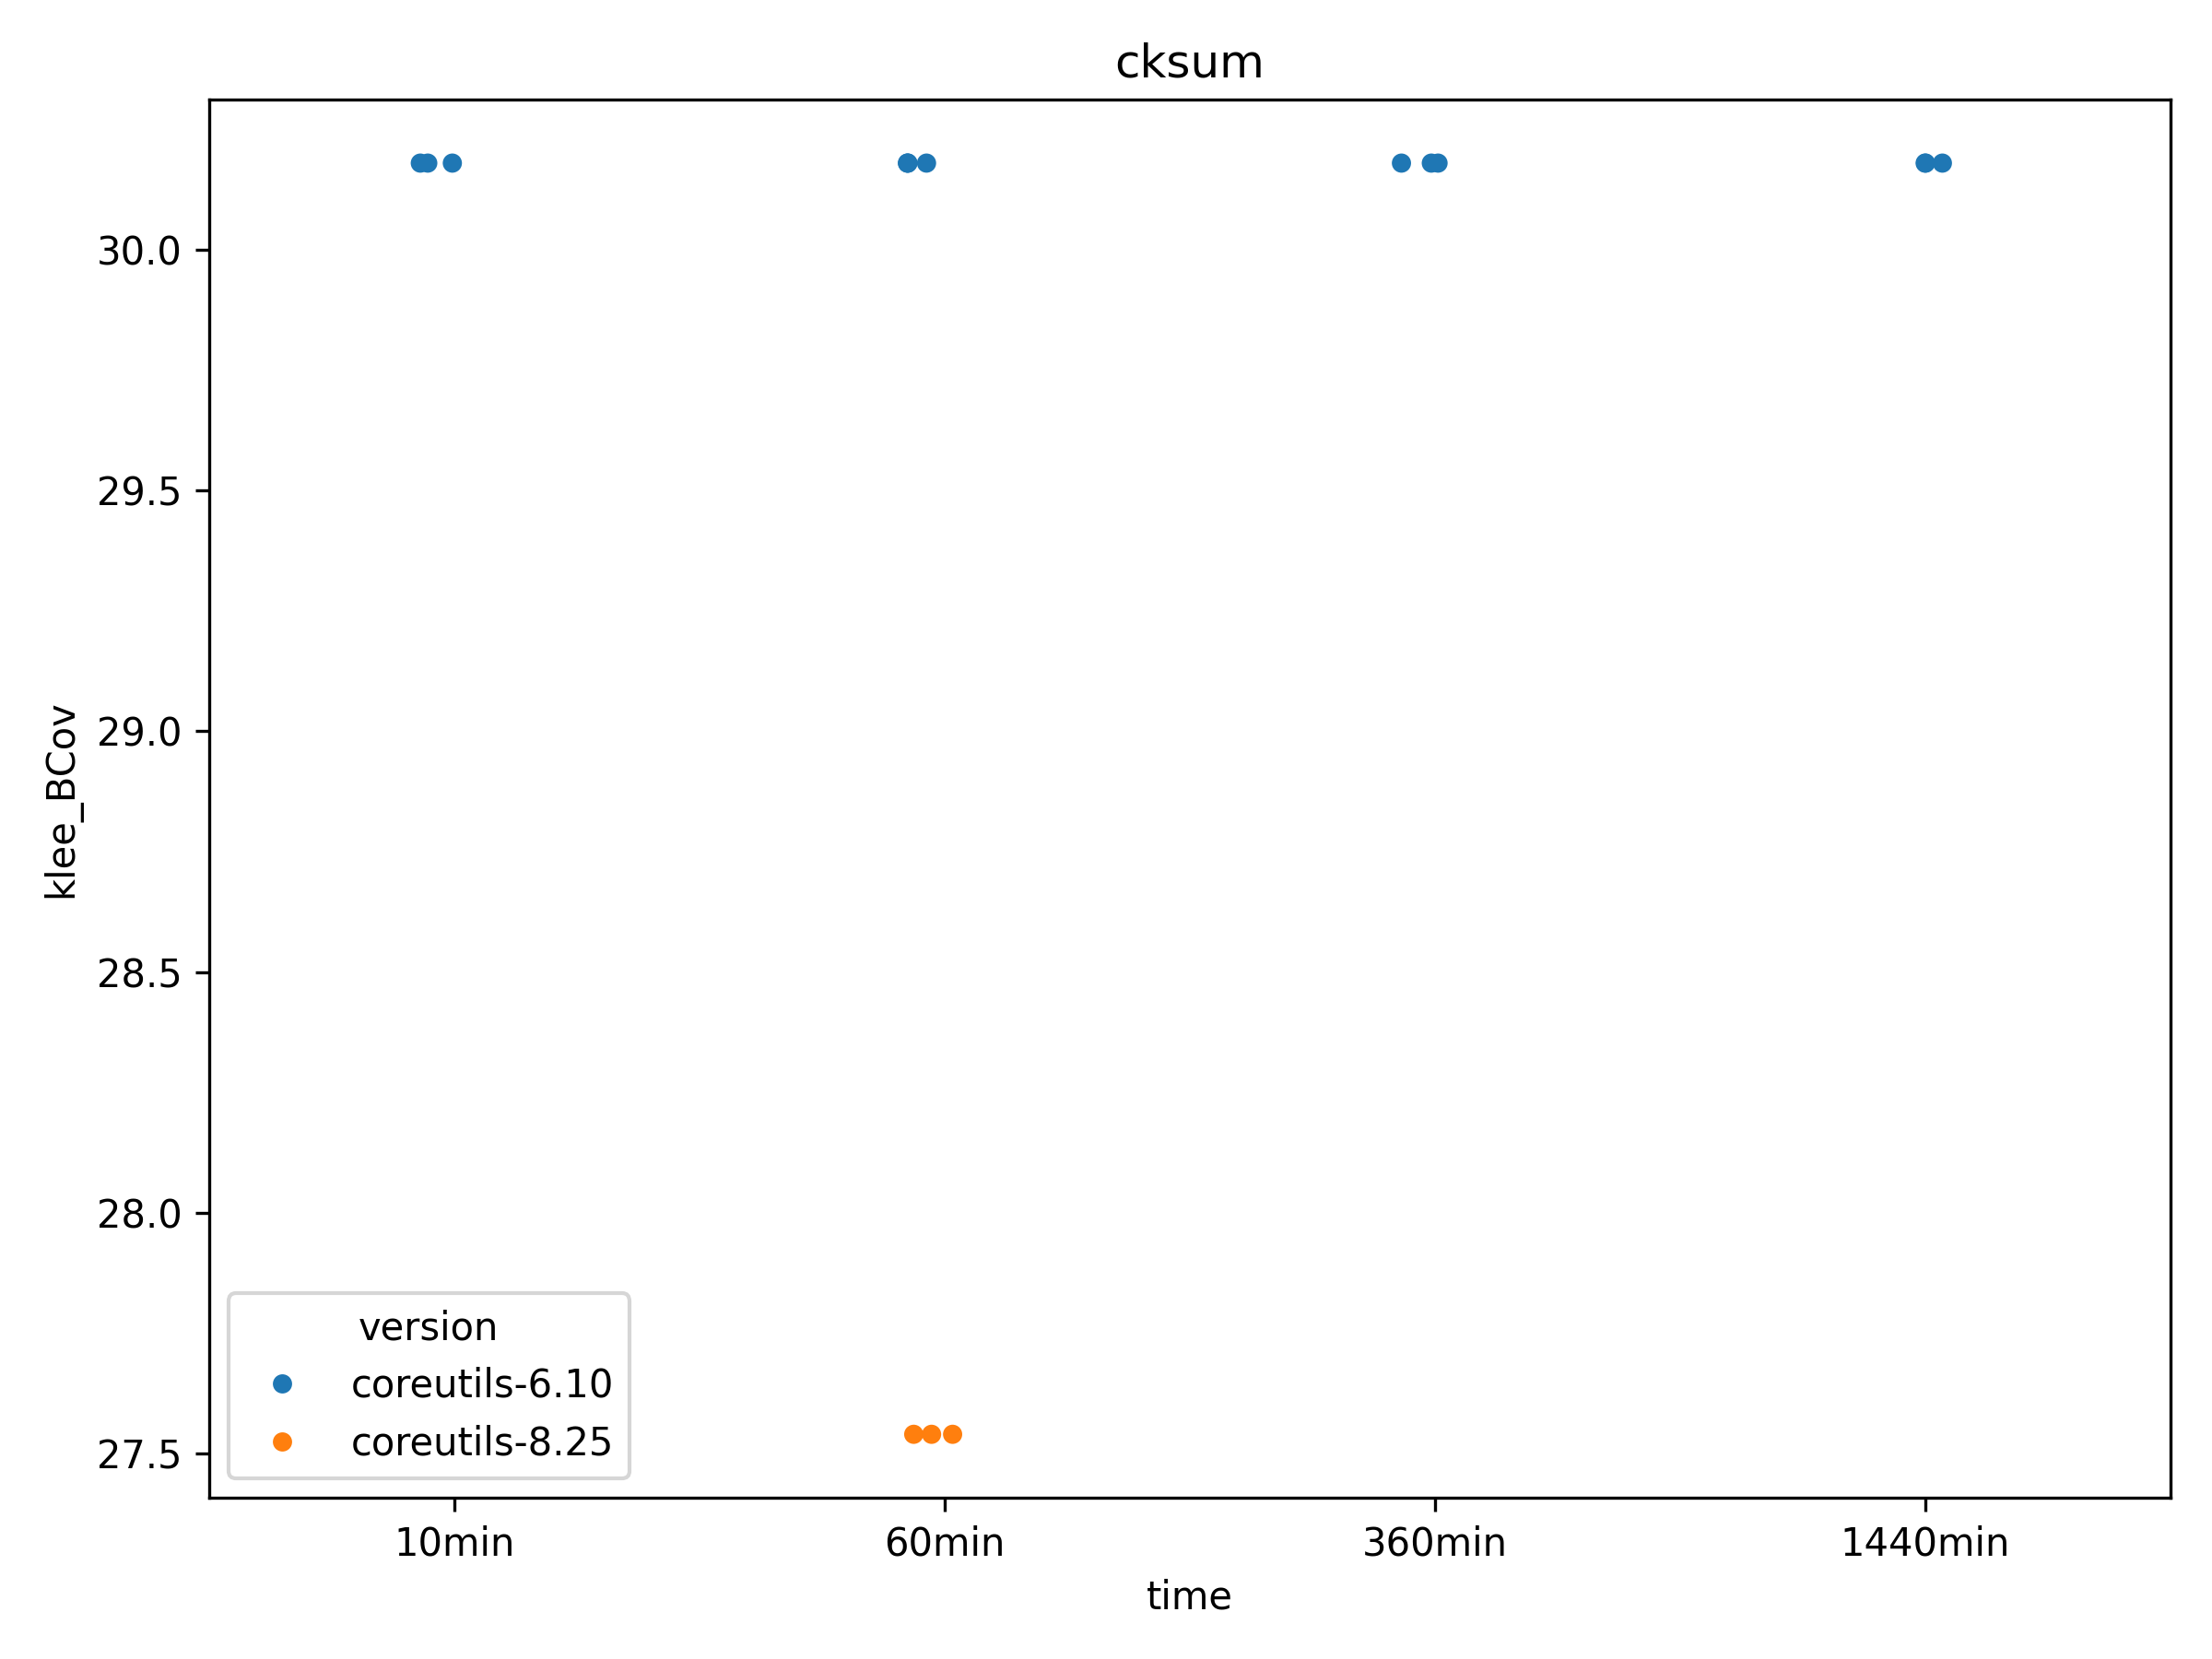 cksum
klee_BCov
30.0
29.5
29.0
28.5
28.0
27.5
version
coreutils-6.10
coreutils-8.25
10min 60min 360min 1440min
time